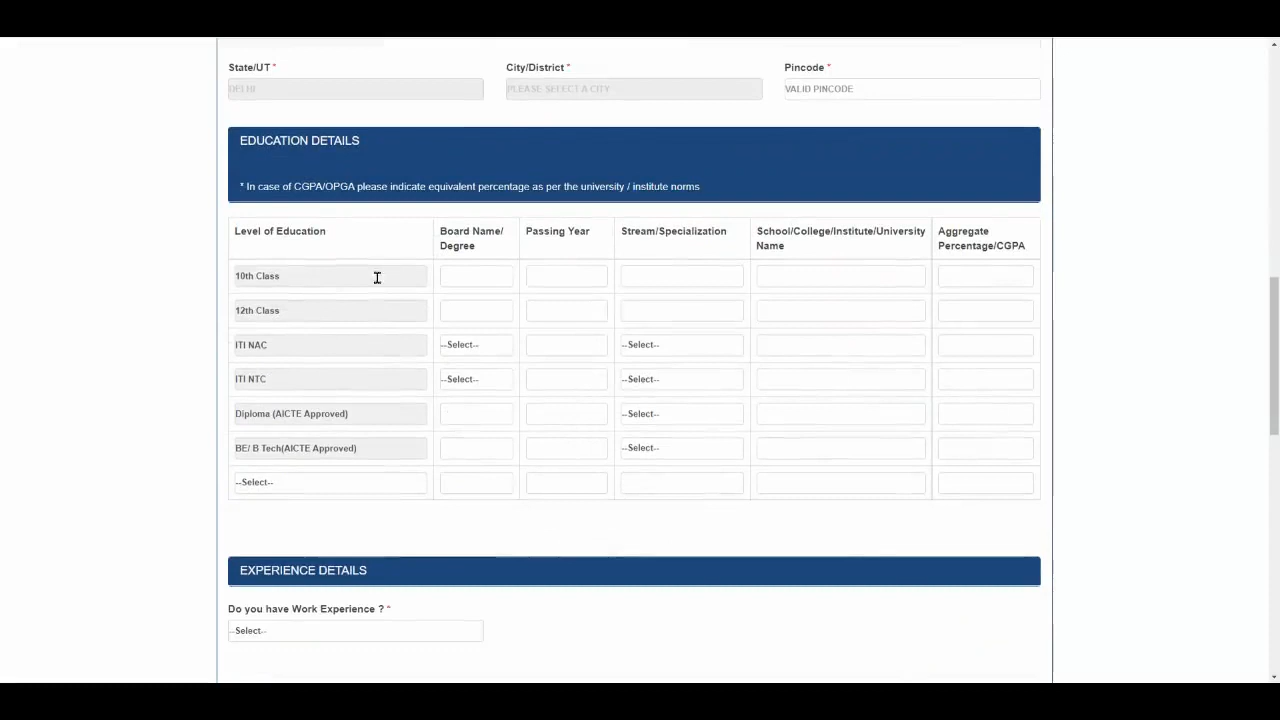 State/UT * City/District * Pincode *
DELHI PLEASE SELECT A CITY VALID PINCODE
EDUCATION DETAILS
* In case of CGPA/OPGA please indicate equivalent percentage as per the university / institute norms
Level of Education Board Name/ Degree Passing Year Stream/Specialization School/College/Institute/University Name Aggregate Percentage/CGPA
10th Class
12th Class
ITI NAC --Select-- --Select--
ITI NTC --Select-- --Select--
Diploma (AICTE Approved) --Select--
BE/ B Tech(AICTE Approved) --Select--
--Select--
EXPERIENCE DETAILS
Do you have Work Experience ? *
--Select--